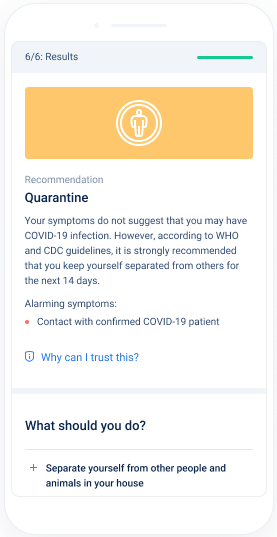 6/6: Results
Recommendation
Quarantine
Your symptoms do not suggest that you may have
COVID-19 infection. However, according to WHO
and CDC guidelines, it is strongly recommended
that you keep yourself separated from others for
the next 14 days.
Alarming symptoms:
Contact with confirmed COVID-19 patient
Why can I trust this?
What should you do?
+ Separate yourself from other people and
animals in your house